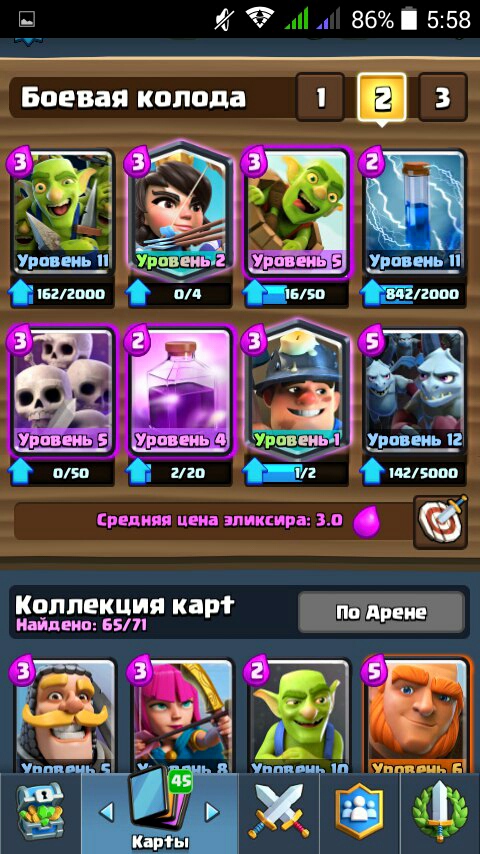 86% 5:58
Боевая колода 1 2 3
3 3 3 2
Уровень 11 Уровень 2 Уровень 5 Уровень 11
162/2000 0/4 16/50 842/2000
3 2 3 5
Уровень 5 Уровень 4 Уровень 1 Уровень 12
0/50 2/20 1/2 142/5000
Средняя цена эликсира: 3.0
Коллекция карт
Найдено: 65/71
По Арене
3 3 2 5
Уровень 5 Уровень 8 Уровень 10 Уровень 6
45
Карты